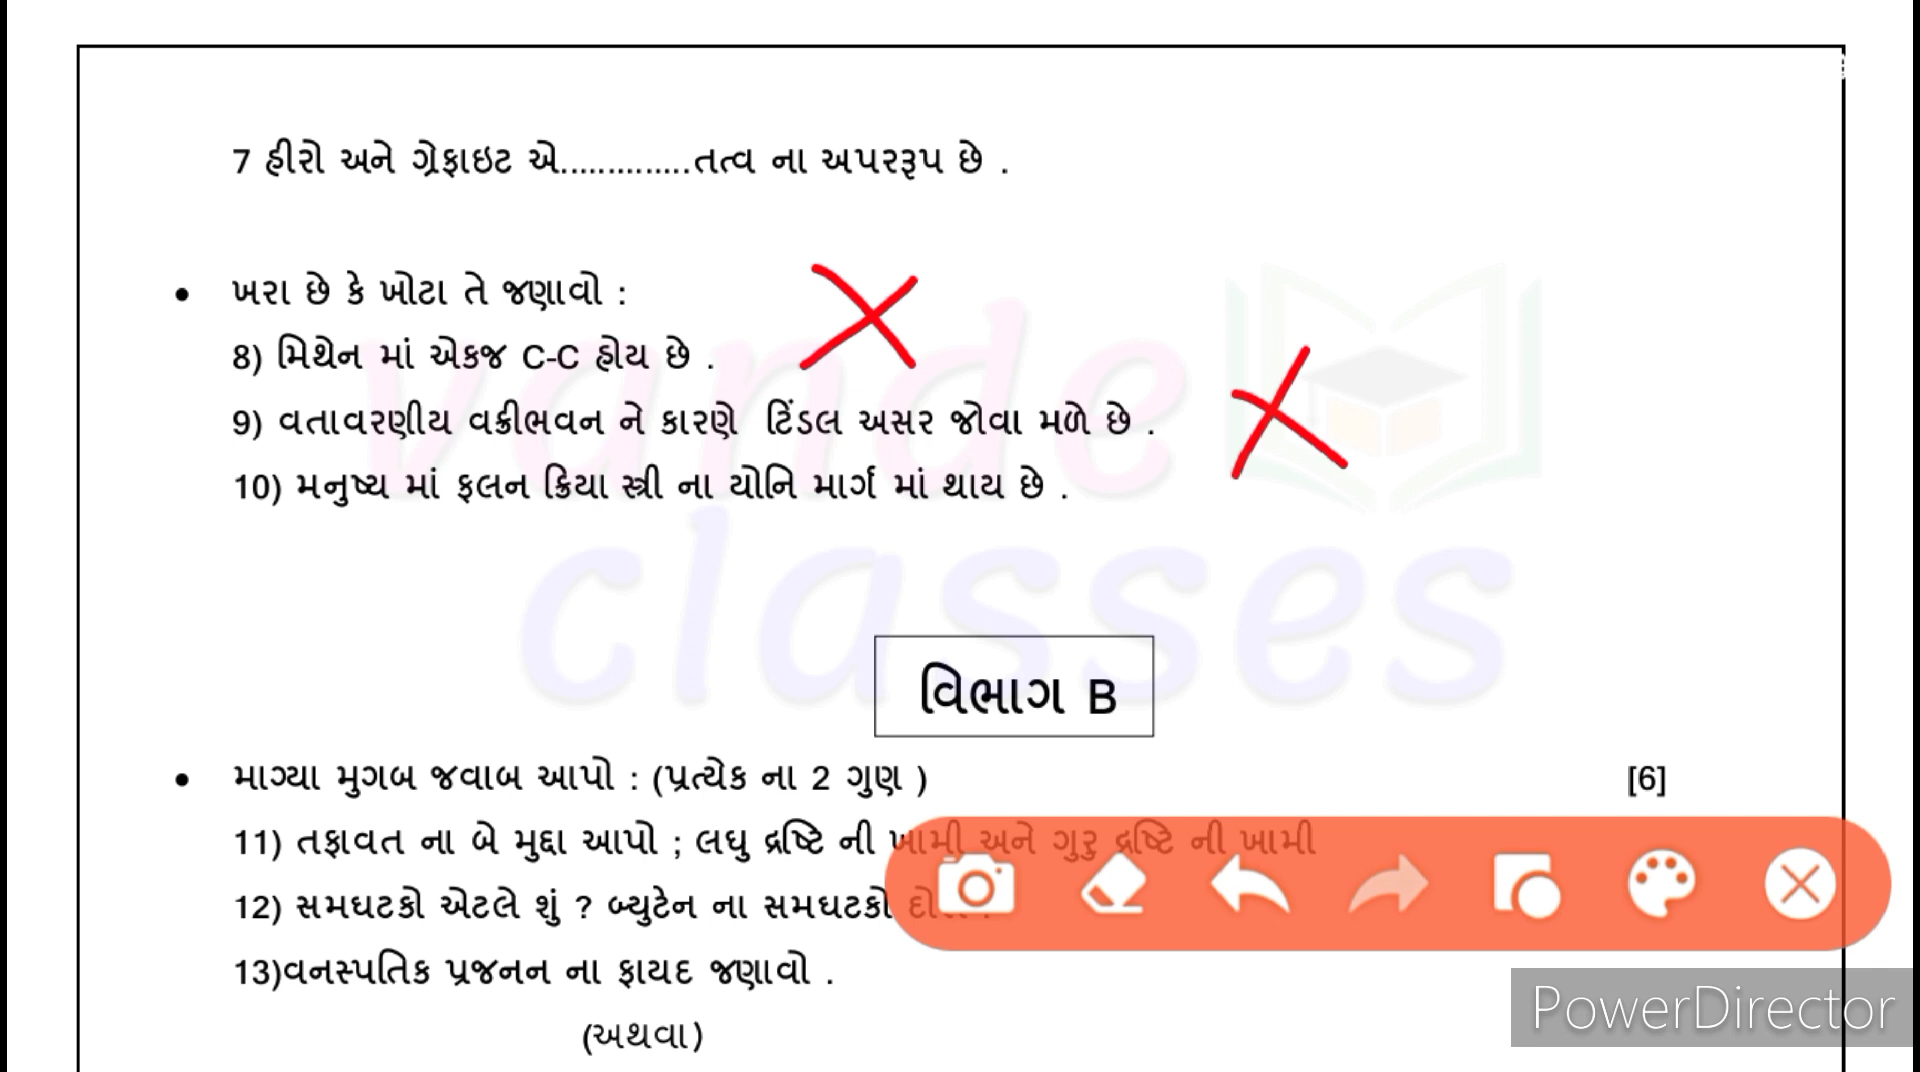 7 હીરો અને ગ્રેફાઇટ એ..............તત્વ ના અપરરૂપ છે .
• ખરા છે કે ખોટા તે જણાવો :
8) મિથેન માં એકજ C-C હોય છે .
9) વતાવરણીય વક્રીભવન ને કારણે ટિંડલ અસર જોવા મળે છે .
10) મનુષ્ય માં ફલન ક્રિયા સ્ત્રી ના યોનિ માર્ગ માં થાય છે .
vande
classes
વિભાગ B
• માગ્યા મુગબ જવાબ આપો : (પ્રત્યેક ના 2 ગુણ ) [6]
11) તફાવત ના બે મુદ્દા આપો ; લઘુ દ્રષ્ટિ ની ખામી અને ગુરુ દ્રષ્ટિ ની ખામી
12) સમઘટકો એટલે શું ? બ્યુટેન ના સમઘટકો
13)વનસ્પતિક પ્રજનન ના ફાયદ જણાવો .
(અથવા)
PowerDirector